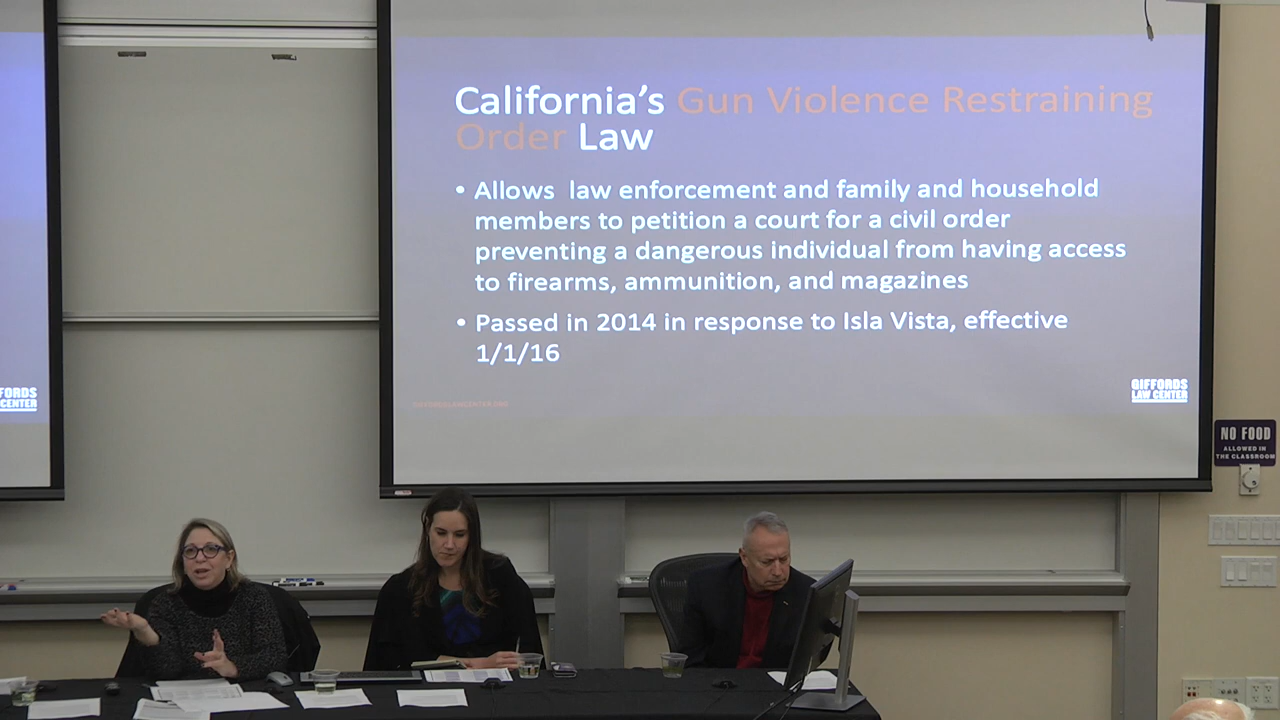 California's Gun Violence Restraining
Order Law
• Allows law enforcement and family and household
members to petition a court for a civil order
preventing a dangerous individual from having access
to firearms, ammunition, and magazines
• Passed in 2014 in response to Isla Vista, effective
1/1/16
GIFFORDS
LAW CENTER
FORDS
CENTER
NO FOOD
ALLOWED IN
THE CLASSROOM